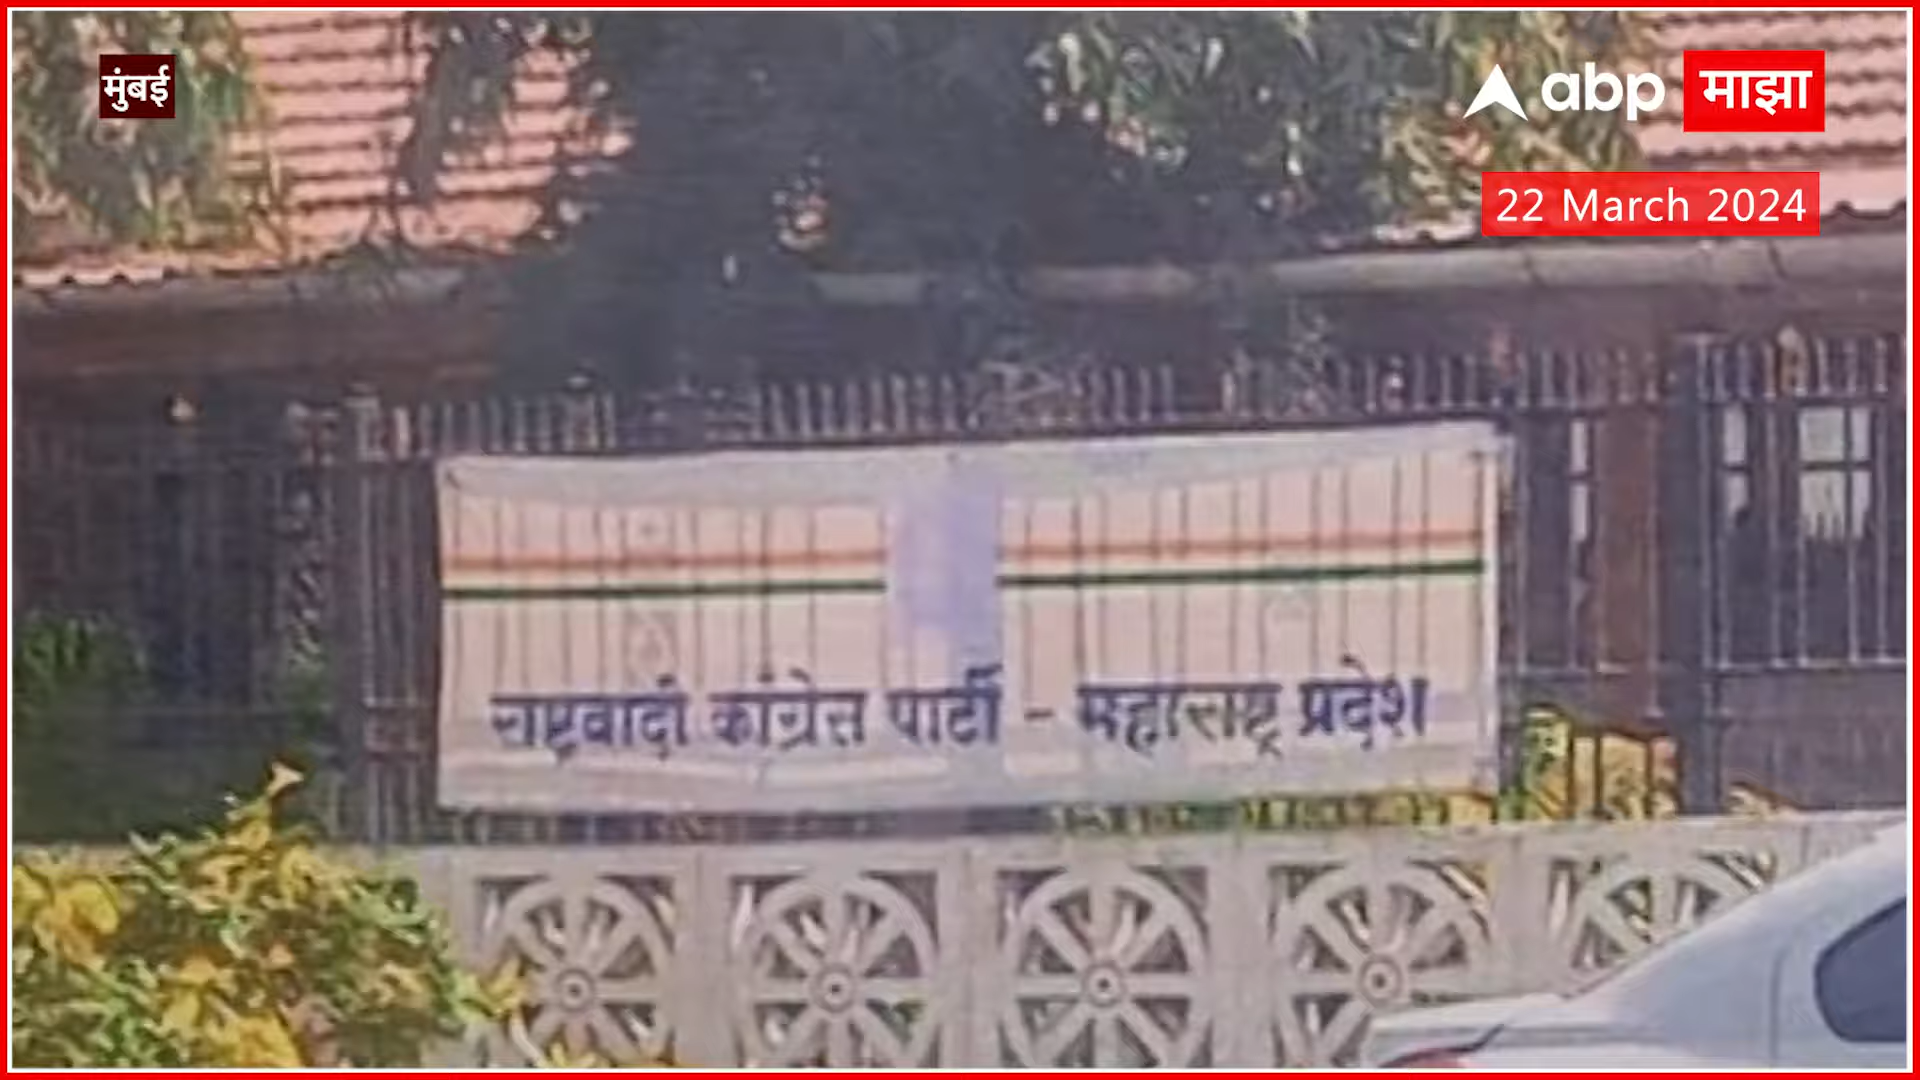 मुंबई
abp माझा
22 March 2024
राष्ट्रवादी कांग्रेस पार्टी - महाराष्ट्र प्रदेश